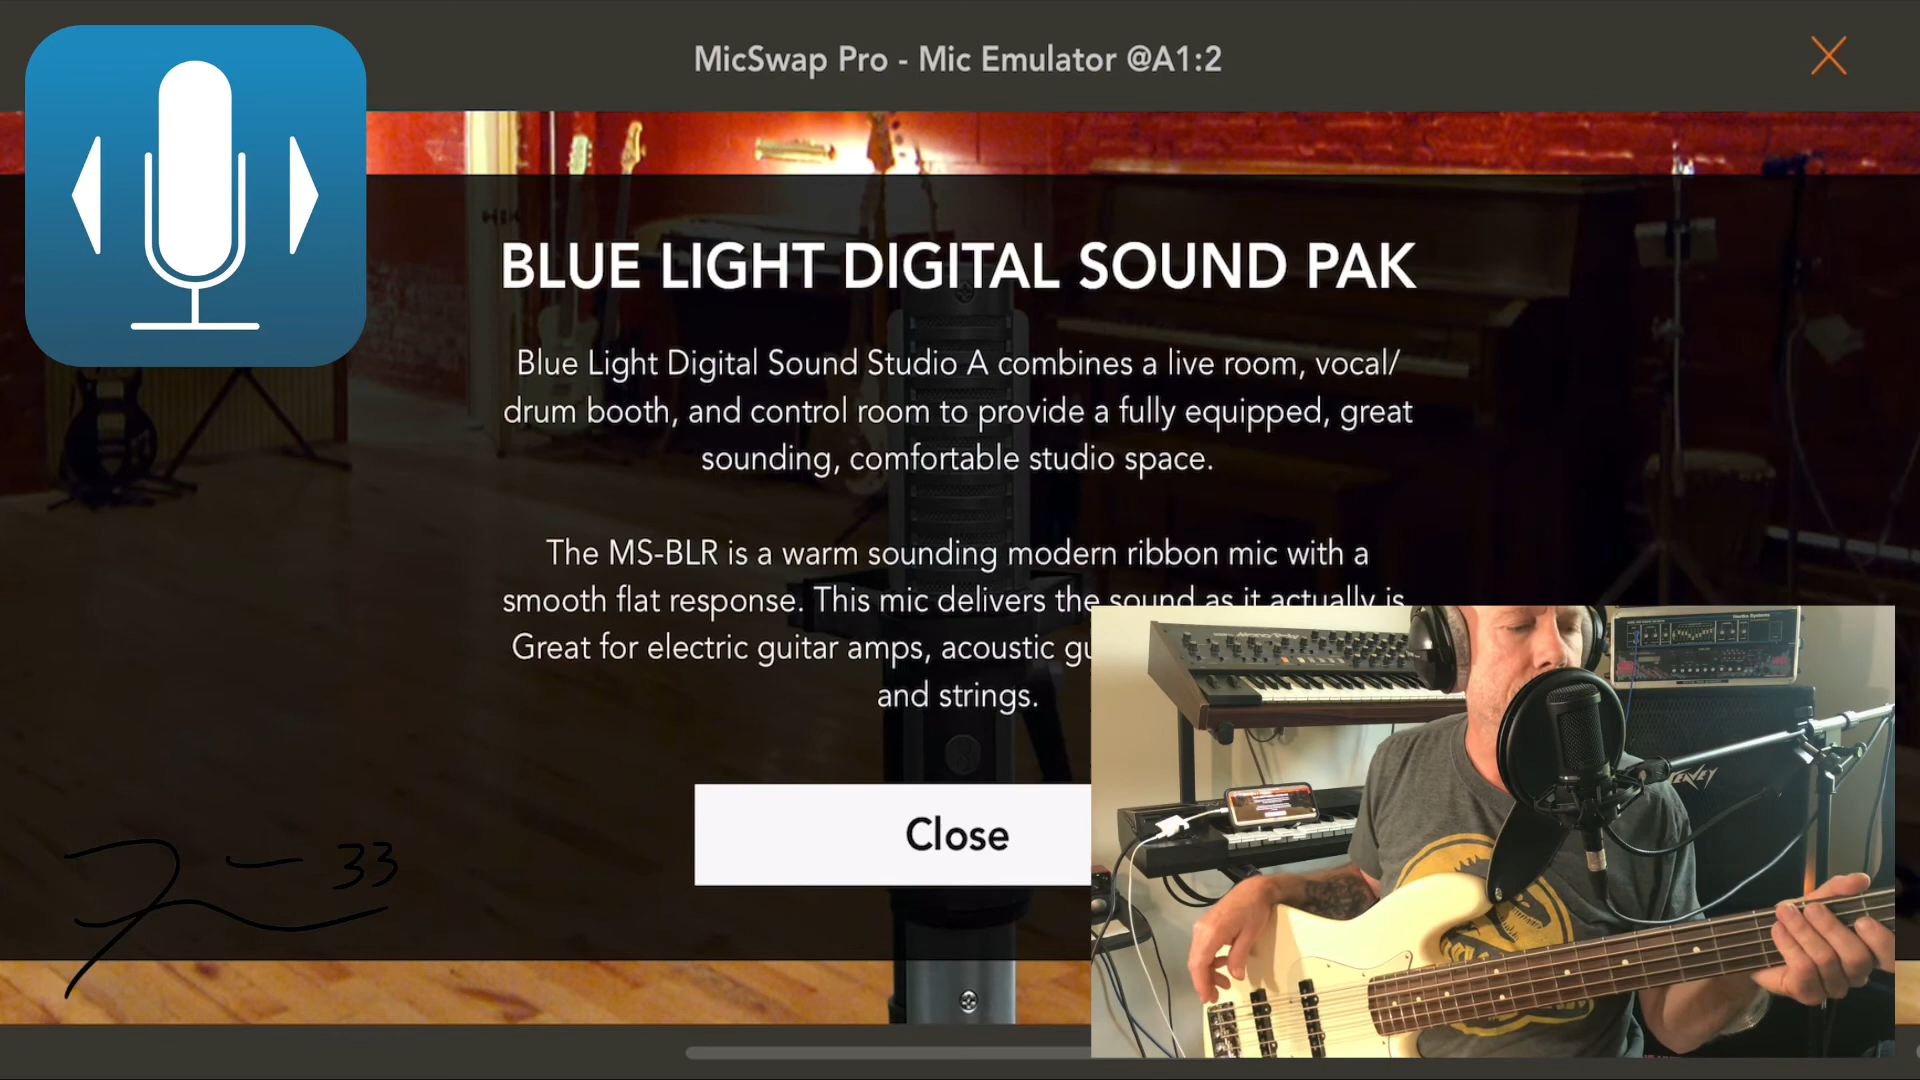 MicSwap Pro - Mic Emulator @A1:2
BLUE LIGHT DIGITAL SOUND PAK
Blue Light Digital Sound Studio A combines a live room, vocal/
drum booth, and control room to provide a fully equipped, great
sounding, comfortable studio space.
The MS-BLR is a warm sounding modern ribbon mic with a
smooth flat response. This mic delivers the sound as it actually is.
Great for electric guitar amps, acoustic
and strings.
Close
33
PEAVEY